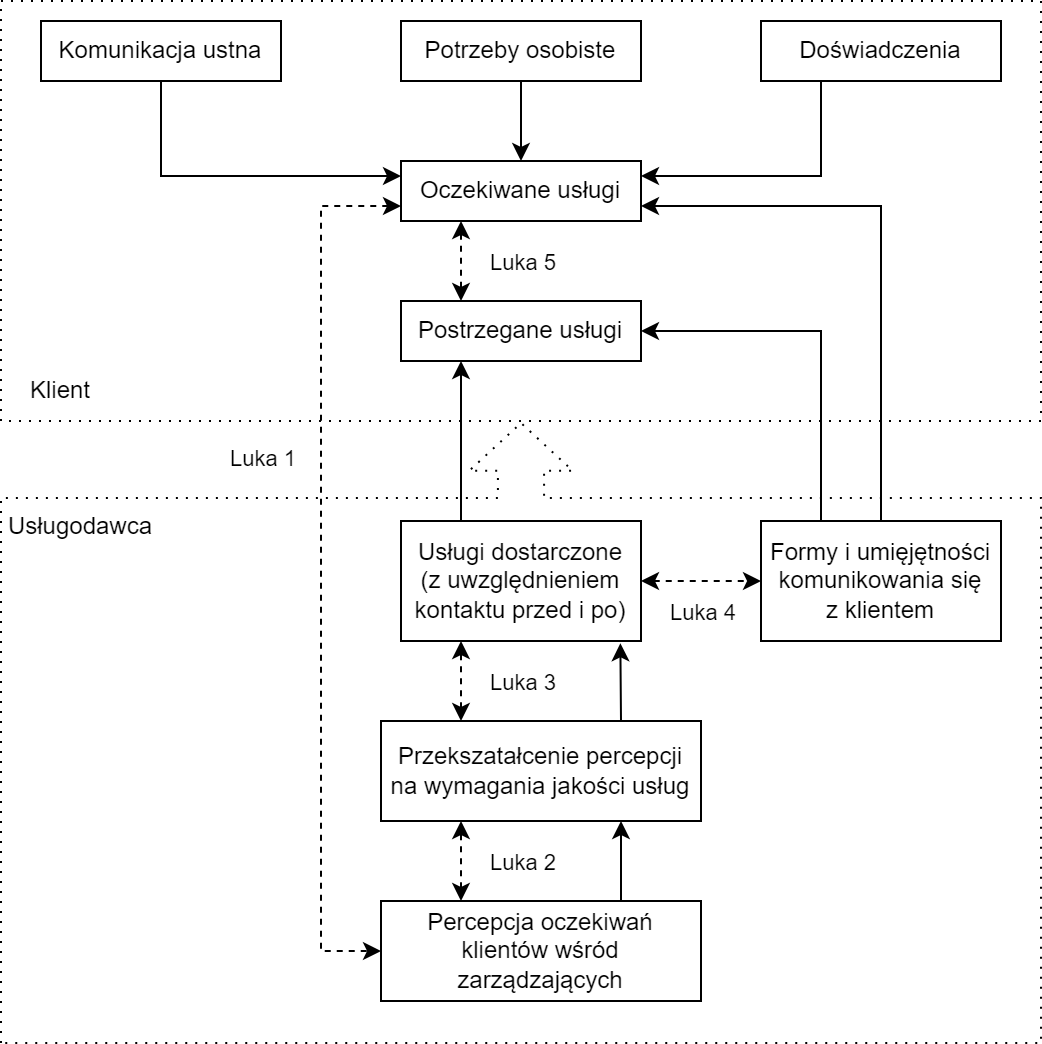 Komunikacja ustna
Potrzeby osobiste
Doświadczenia
Oczekiwane usługi
Luka 5
Postrzegane usługi
Klient
Luka 1
Usługodawca
Usługi dostarczone
(z uwzględnieniem
kontaktu przed i po)
Formy i umięjętności
komunikowania się
z klientem
Luka 4
Luka 3
Przekszatałcenie percepcji
na wymagania jakości usług
Luka 2
Percepcja oczekiwań
klientów wśród
zarządzających